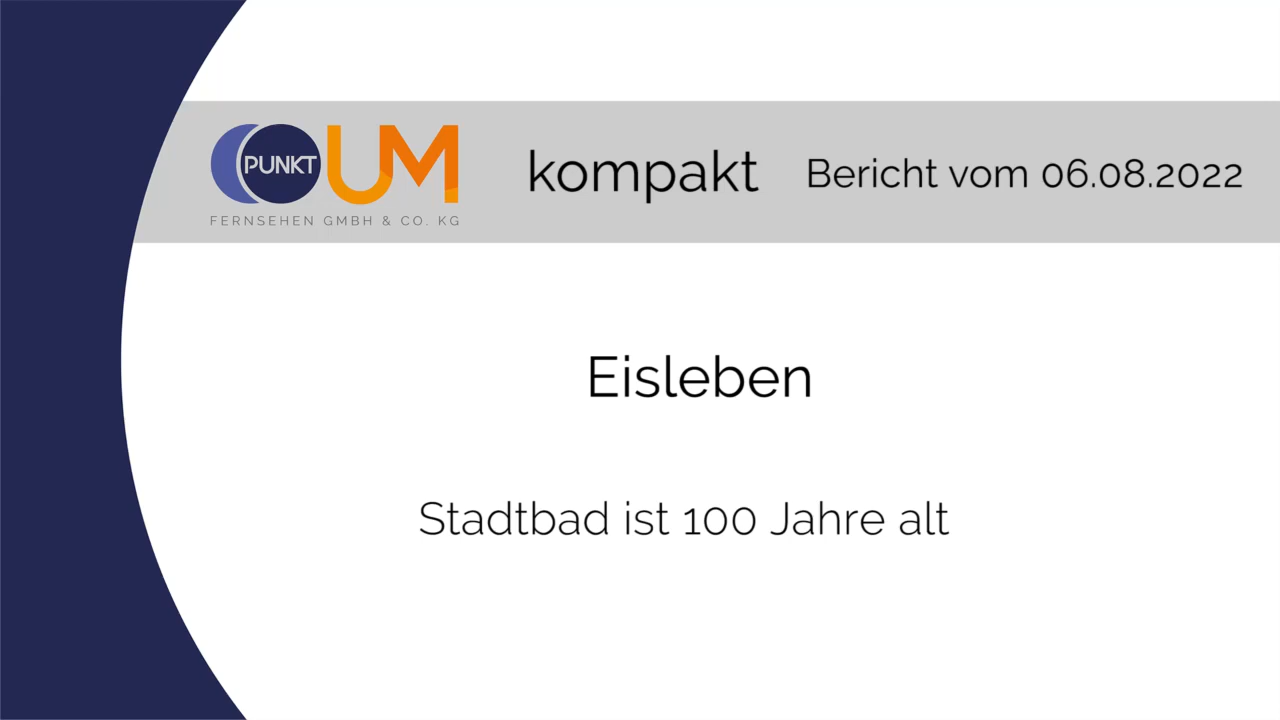 PUNKT UM kompakt Bericht vom 06.08.2022
FERNSEHEN GMBH & CO. KG
Eisleben
Stadtbad ist 100 Jahre alt